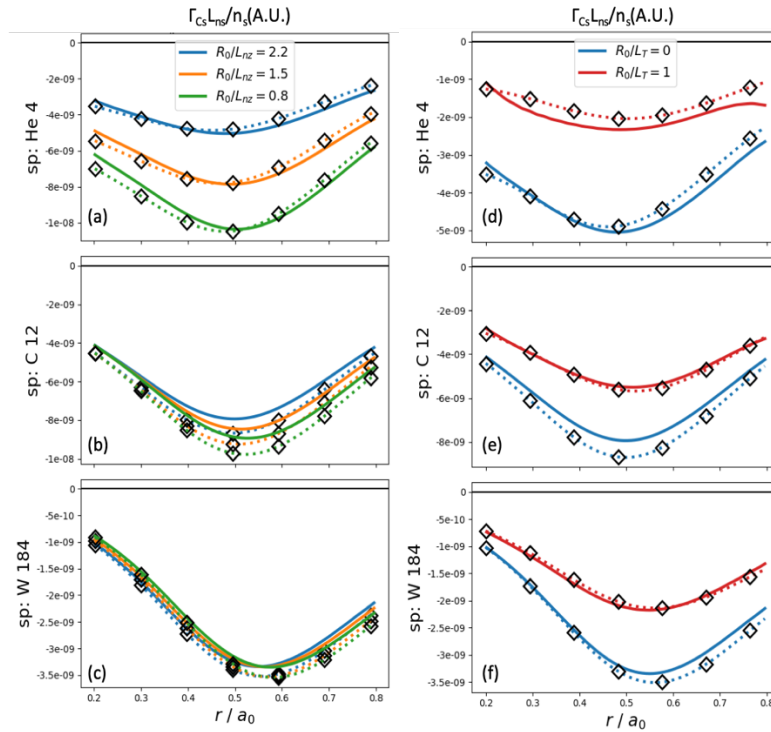 Γ_Cs L_ns/n_s(A.U.)
Γ_Cs L_ns/n_s(A.U.)
R_0/L_nz = 2.2
R_0/L_nz = 1.5
R_0/L_nz = 0.8
0
-2e-09
-4e-09
-6e-09
-8e-09
-1e-08
sp: He 4
(a)
R_0/L_T = 0
R_0/L_T = 1
0
-1e-09
-2e-09
-3e-09
-4e-09
-5e-09
sp: He 4
(d)
0
-2e-09
-4e-09
-6e-09
-8e-09
-1e-08
sp: C 12
(b)
0
-2e-09
-4e-09
-6e-09
-8e-09
sp: C 12
(e)
0
-5e-10
-1e-09
-1.5e-09
-2e-09
-2.5e-09
-3e-09
-3.5e-09
sp: W 184
(c)
0.2 0.3 0.4 0.5 0.6 0.7 0.8
r / a_0
0
-5e-10
-1e-09
-1.5e-09
-2e-09
-2.5e-09
-3e-09
-3.5e-09
sp: W 184
(f)
0.2 0.3 0.4 0.5 0.6 0.7 0.8
r / a_0